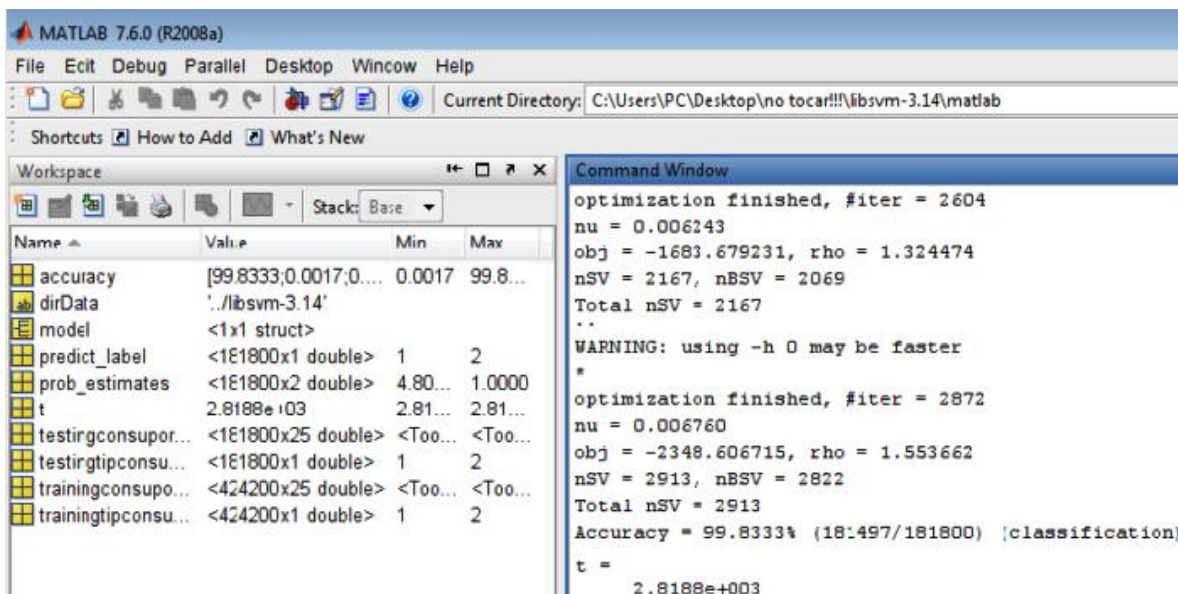 MATLAB 7.6.0 (R2008a)
File Ecit Debug Parallel Desktop Wincow Help
Current Directory: C:\Users\PC\Desktop\no tocar!!!\libsvm-3.14\matlab
Shortcuts How to Add What's New
Workspace
Stack: Base
Name Value Min Max
accuracy [99.8333;0.0017;0.... 0.0017 99.8...
dirData '../libsvm-3.14'
model <1x1 struct>
predict_label <181800x1 double> 1 2
prob_estimates <181800x2 double> 4.80... 1.0000
t 2.8188e+03 2.81... 2.81...
testingconsupor... <181800x25 double> <Too... <Too...
testingtipconsu... <181800x1 double> 1 2
trainingconsupo... <424200x25 double> <Too... <Too...
trainingtipconsu... <424200x1 double> 1 2
Command Window
optimization finished, #iter = 2604
nu = 0.006243
obj = -1683.679231, rho = 1.324474
nSV = 2167, nBSV = 2069
Total nSV = 2167
..
WARNING: using -h 0 may be faster
*
optimization finished, #iter = 2872
nu = 0.006760
obj = -2348.606715, rho = 1.553662
nSV = 2913, nBSV = 2822
Total nSV = 2913
Accuracy = 99.8333% (181497/181800) (classification)
t =
2.8188e+003